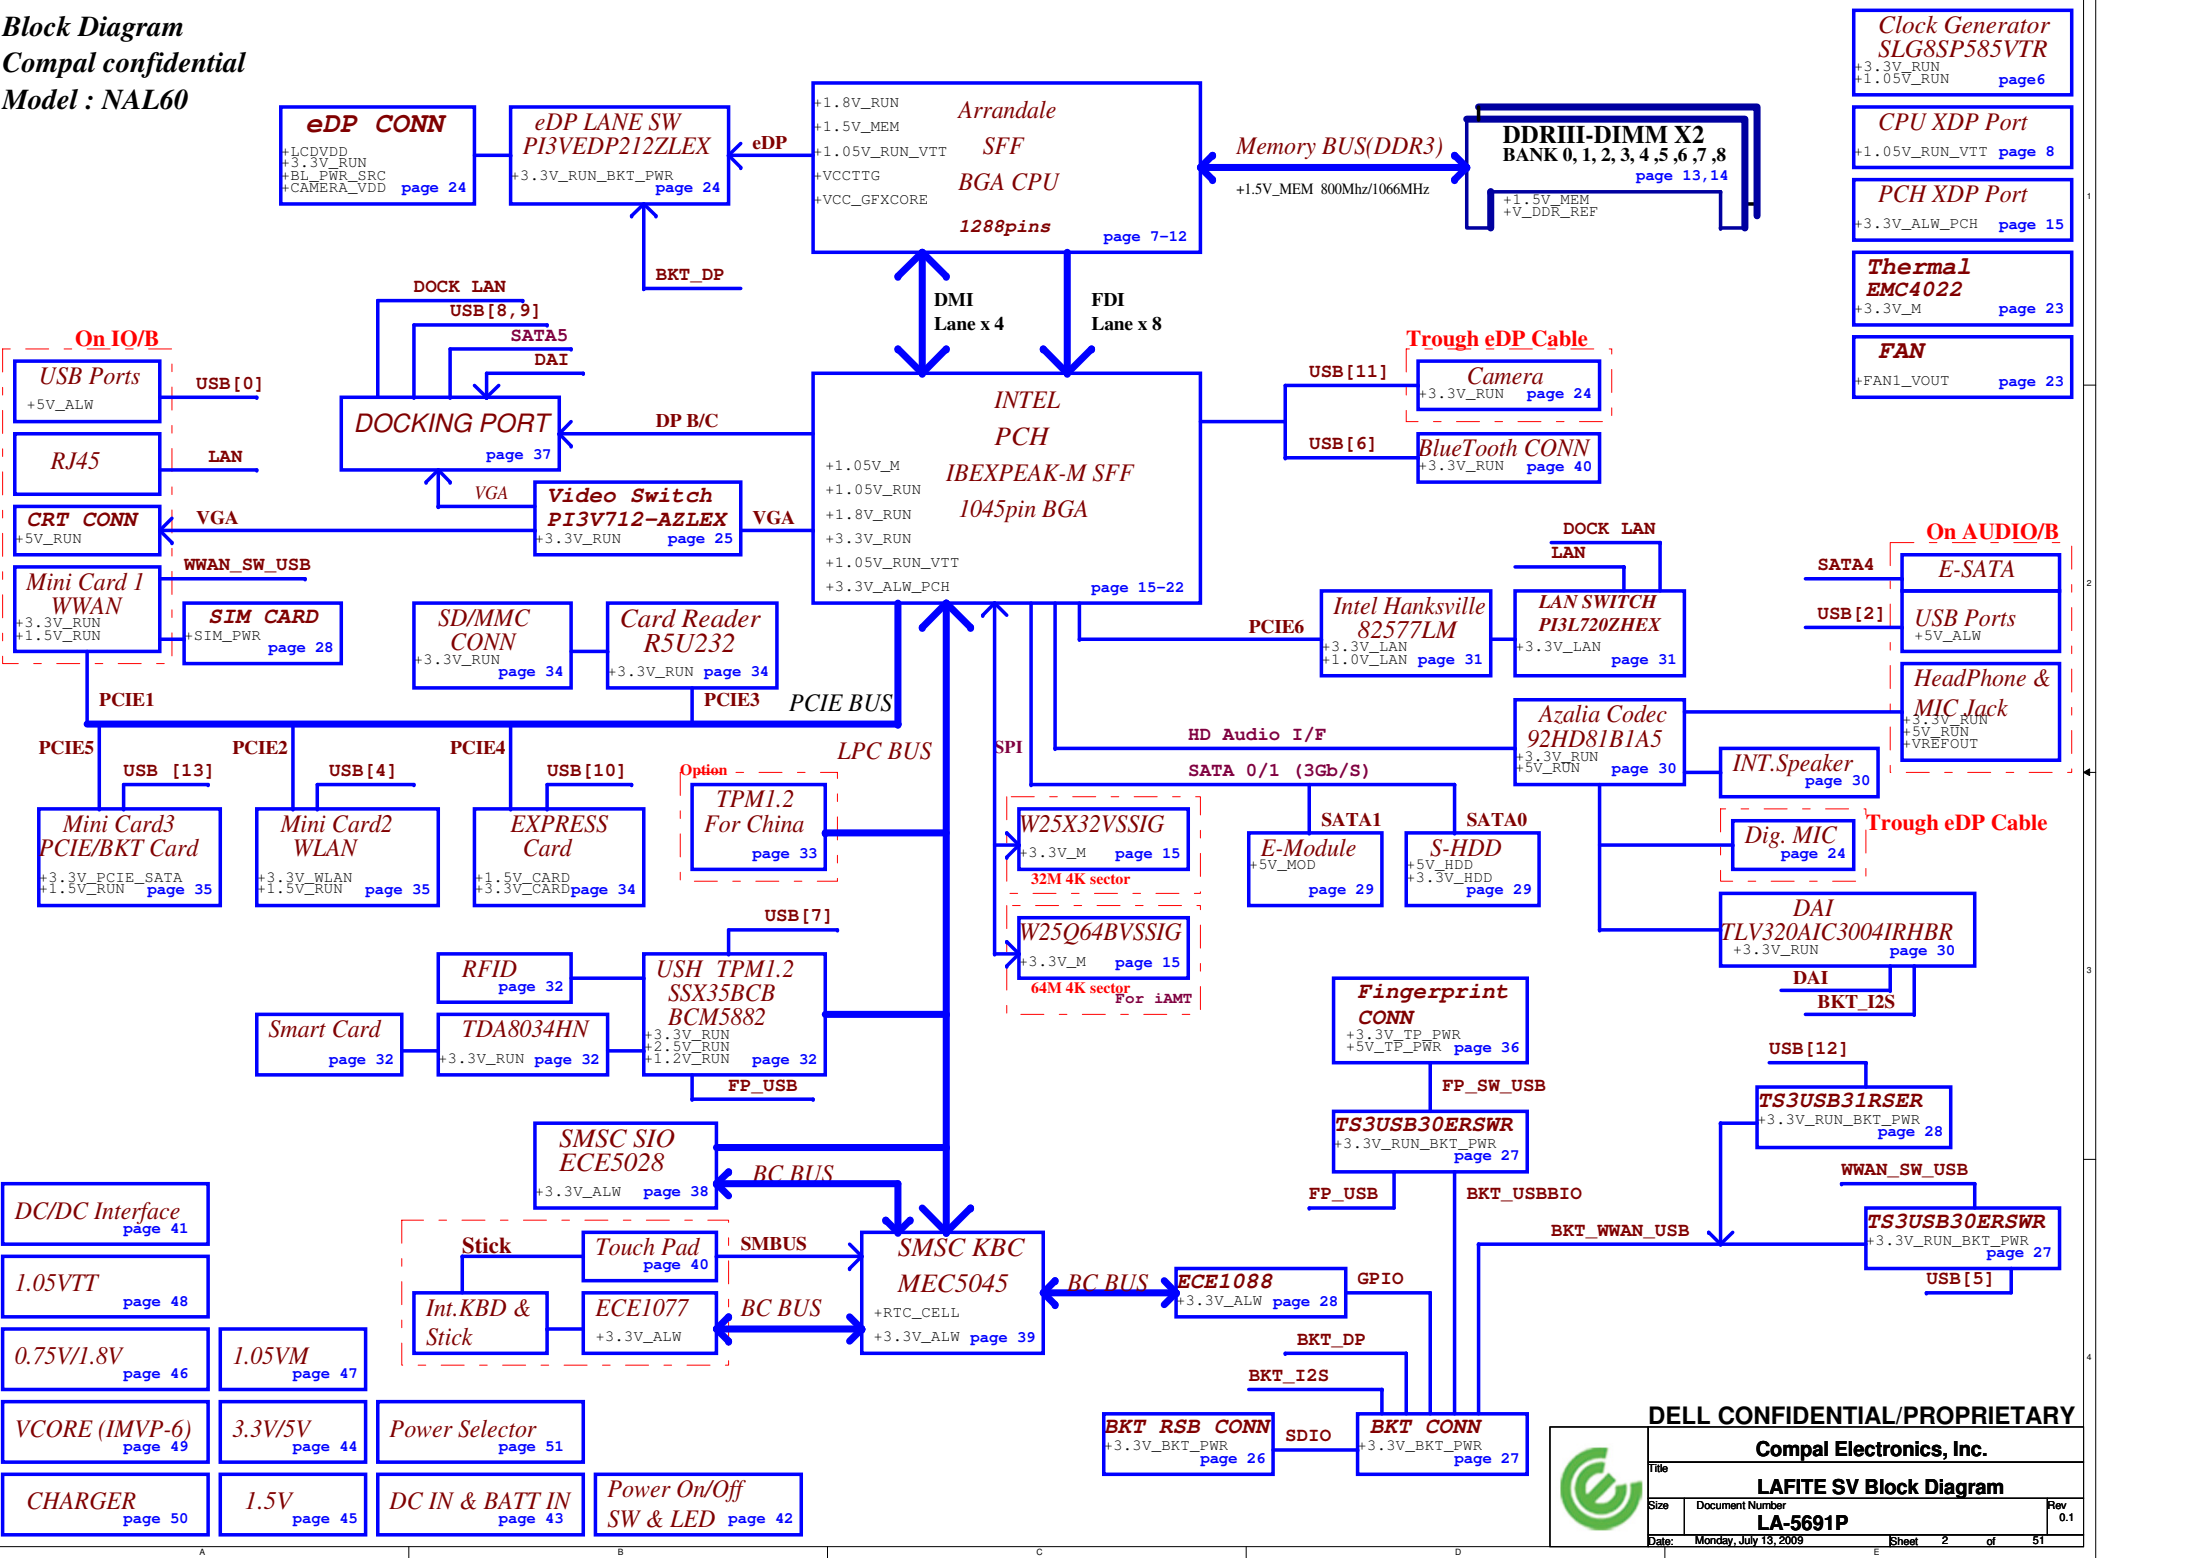 Block Diagram
Compal confidential
Model : NAL60
eDP CONN
+LCDVDD
+3.3V_RUN
+BL_PWR_SRC
+CAMERA_VDD page 24
eDP LANE SW
PI3VEDP212ZLEX
+3.3V_RUN_BKT_PWR
page 24
eDP
BKT_DP
+1.8V_RUN
+1.5V_MEM
+1.05V_RUN_VTT
+VCCTTG
+VCC_GFXCORE
Arrandale
SFF
BGA CPU
1288pins
page 7-12
Memory BUS(DDR3)
+1.5V_MEM 800Mhz/1066MHz
DDRIII-DIMM X2
BANK 0, 1, 2, 3, 4 ,5 ,6 ,7 ,8
page 13,14
+1.5V_MEM
+V_DDR_REF
Clock Generator
SLG8SP585VTR
+3.3V_RUN
+1.05V_RUN page6
CPU XDP Port
+1.05V_RUN_VTT page 8
PCH XDP Port
+3.3V_ALW_PCH page 15
Thermal
EMC4022
+3.3V_M page 23
FAN
+FAN1_VOUT page 23
DMI
Lane x 4
FDI
Lane x 8
DOCK LAN
USB[8,9]
SATA5
DAI
DOCKING PORT
page 37
DP B/C
On IO/B
USB Ports
+5V_ALW
USB[0]
RJ45
LAN
CRT CONN
+5V_RUN
VGA
Mini Card 1
WWAN
+3.3V_RUN
+1.5V_RUN
WWAN_SW_USB
SIM CARD
+SIM_PWR
page 28
VGA
Video Switch
PI3V712-AZLEX
+3.3V_RUN page 25
VGA
INTEL
PCH
IBEXPEAK-M SFF
1045pin BGA
+1.05V_M
+1.05V_RUN
+1.8V_RUN
+3.3V_RUN
+1.05V_RUN_VTT
+3.3V_ALW_PCH
page 15-22
Trough eDP Cable
USB[11]
Camera
+3.3V_RUN page 24
USB[6]
BlueTooth CONN
+3.3V_RUN page 40
SD/MMC
CONN
+3.3V_RUN
page 34
Card Reader
R5U232
+3.3V_RUN page 34
PCIE1
PCIE3
PCIE BUS
PCIE6
Intel Hanksville
82577LM
+3.3V_LAN
+1.0V_LAN page 31
DOCK LAN
LAN
LAN SWITCH
PI3L720ZHEX
+3.3V_LAN
page 31
On AUDIO/B
SATA4
E-SATA
USB[2]
USB Ports
+5V_ALW
HeadPhone &
MIC Jack
+3.3V_RUN
+5V_RUN
+VREFOUT
PCIE5
PCIE2
PCIE4
USB [13]
USB[4]
USB[10]
Mini Card3
PCIE/BKT Card
+3.3V_PCIE_SATA
+1.5V_RUN page 35
Mini Card2
WLAN
+3.3V_WLAN
+1.5V_RUN page 35
EXPRESS
Card
+1.5V_CARD
+3.3V_CARD page 34
Option
TPM1.2
For China
page 33
LPC BUS
SPI
HD Audio I/F
SATA 0/1 (3Gb/S)
Azalia Codec
92HD81B1A5
+3.3V_RUN
+5V_RUN page 30
INT.Speaker
page 30
Trough eDP Cable
Dig. MIC
page 24
W25X32VSSIG
+3.3V_M page 15
32M 4K sector
W25Q64BVSSIG
+3.3V_M page 15
64M 4K sector
For iAMT
SATA1
E-Module
+5V_MOD
page 29
SATA0
S-HDD
+5V_HDD
+3.3V_HDD
page 29
DAI
TLV320AIC3004IRHBR
+3.3V_RUN page 30
DAI
BKT_I2S
USB[7]
RFID
page 32
USH TPM1.2
SSX35BCB
BCM5882
+3.3V_RUN
+2.5V_RUN
+1.2V_RUN page 32
Smart Card
page 32
TDA8034HN
+3.3V_RUN page 32
FP_USB
Fingerprint
CONN
+3.3V_TP_PWR
+5V_TP_PWR page 36
FP_SW_USB
TS3USB30ERSWR
+3.3V_RUN_BKT_PWR
page 27
FP_USB
BKT_USBBIO
USB[12]
TS3USB31RSER
+3.3V_RUN_BKT_PWR
page 28
WWAN_SW_USB
BKT_WWAN_USB
TS3USB30ERSWR
+3.3V_RUN_BKT_PWR
page 27
USB[5]
SMSC SIO
ECE5028
+3.3V_ALW page 38
BC BUS
Stick
Touch Pad
page 40
SMBUS
Int.KBD &
Stick
ECE1077
+3.3V_ALW
BC BUS
SMSC KBC
MEC5045
+RTC_CELL
+3.3V_ALW page 39
BC BUS
ECE1088
+3.3V_ALW page 28
GPIO
BKT_DP
BKT_I2S
BKT RSB CONN
+3.3V_BKT_PWR
page 26
SDIO
BKT CONN
+3.3V_BKT_PWR
page 27
DC/DC Interface
page 41
1.05VTT
page 48
0.75V/1.8V
page 46
1.05VM
page 47
VCORE (IMVP-6)
page 49
3.3V/5V
page 44
Power Selector
page 51
CHARGER
page 50
1.5V
page 45
DC IN & BATT IN
page 43
Power On/Off
SW & LED page 42
DELL CONFIDENTIAL/PROPRIETARY
Compal Electronics, Inc.
Title
LAFITE SV Block Diagram
Size Document Number Rev
LA-5691P 0.1
Date: Monday, July 13, 2009 Sheet 2 of 51
1
2
3
4
A B C D E